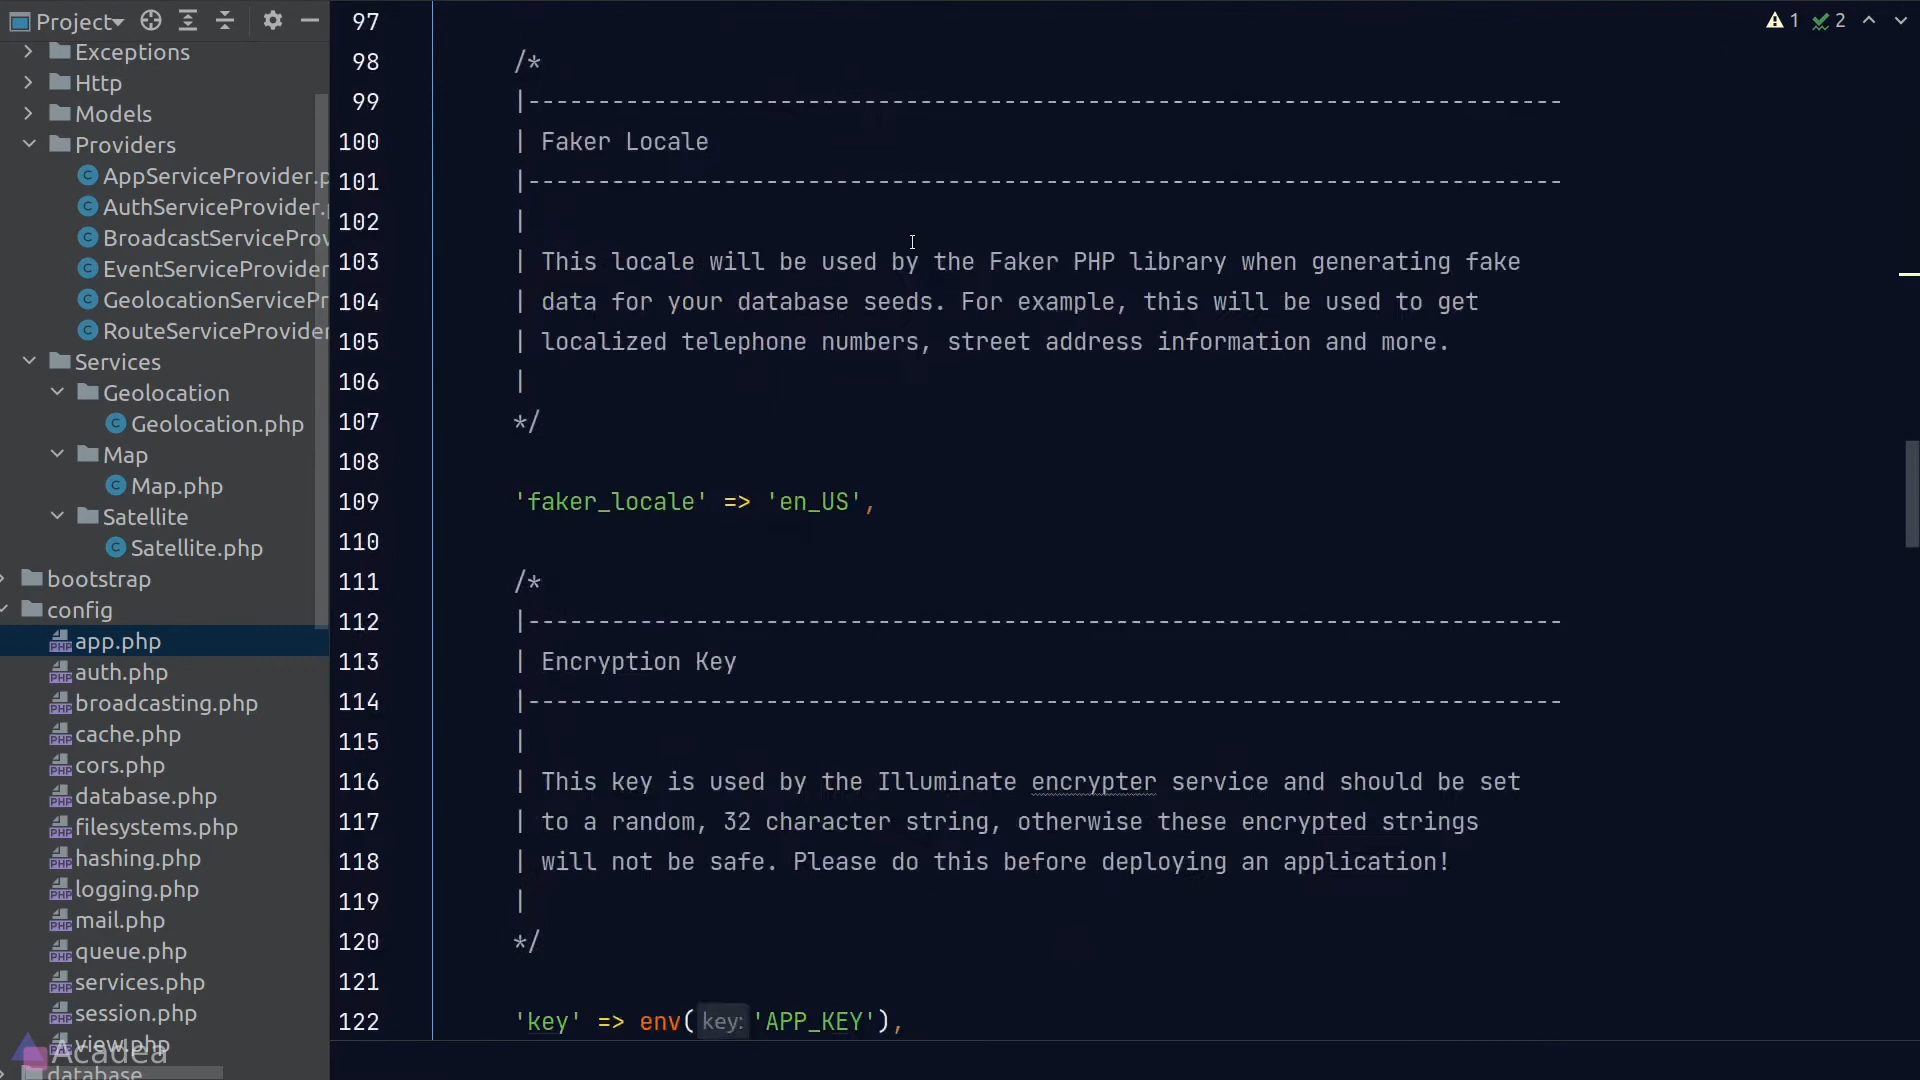 Project
Exceptions
Http
Models
Providers
AppServiceProvider.p
AuthServiceProvider.
BroadcastServiceProv
EventServiceProvider
GeolocationServicePr
RouteServiceProvider
Services
Geolocation
Geolocation.php
Map
Map.php
Satellite
Satellite.php
bootstrap
config
app.php
auth.php
broadcasting.php
cache.php
cors.php
database.php
filesystems.php
hashing.php
logging.php
mail.php
queue.php
services.php
session.php
view.php
Acadea
database
1 2
97
98 /*
99 |--------------------------------------------------------------------------
100 | Faker Locale
101 |--------------------------------------------------------------------------
102 |
103 | This locale will be used by the Faker PHP library when generating fake
104 | data for your database seeds. For example, this will be used to get
105 | localized telephone numbers, street address information and more.
106 |
107 */
108
109 'faker_locale' => 'en_US',
110
111 /*
112 |--------------------------------------------------------------------------
113 | Encryption Key
114 |--------------------------------------------------------------------------
115 |
116 | This key is used by the Illuminate encrypter service and should be set
117 | to a random, 32 character string, otherwise these encrypted strings
118 | will not be safe. Please do this before deploying an application!
119 |
120 */
121
122 'key' => env( key: 'APP_KEY'),